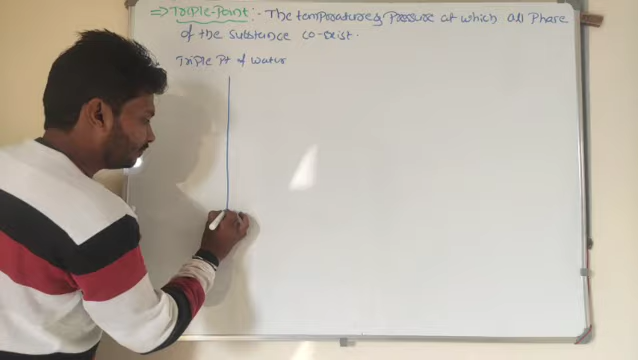 ⇒ Triple-Point :- The temperature & Pressure at which all Phase
of the substance co-exist.
Triple Pt of water